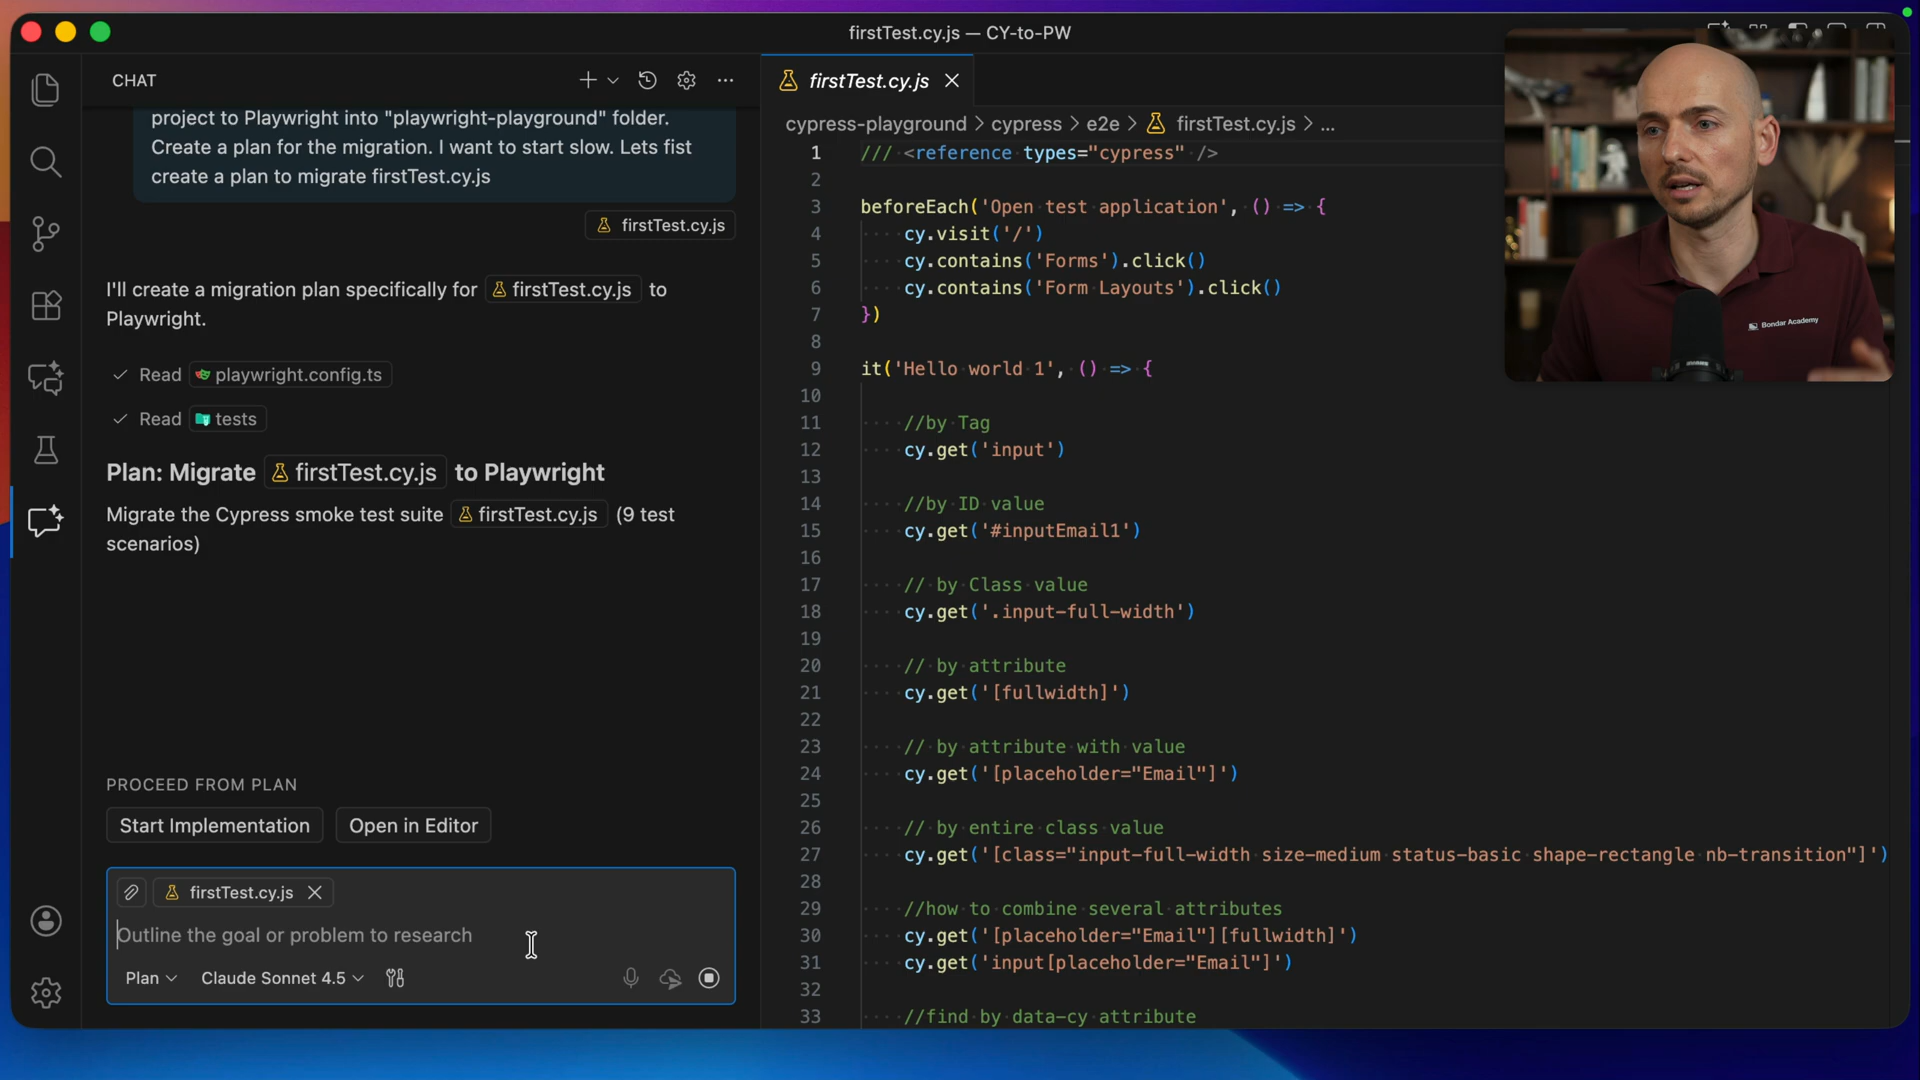 firstTest.cy.js — CY-to-PW
CHAT
project to Playwright into "playwright-playground" folder.
Create a plan for the migration. I want to start slow. Lets fist
create a plan to migrate firstTest.cy.js
firstTest.cy.js
I'll create a migration plan specifically for firstTest.cy.js to
Playwright.
Read playwright.config.ts
Read tests
Plan: Migrate firstTest.cy.js to Playwright
Migrate the Cypress smoke test suite firstTest.cy.js (9 test
scenarios)
PROCEED FROM PLAN
Start Implementation
Open in Editor
firstTest.cy.js
Outline the goal or problem to research
Plan
Claude Sonnet 4.5
firstTest.cy.js
cypress-playground > cypress > e2e > firstTest.cy.js > ...
1 /// <reference types="cypress" />
2
3 beforeEach('Open test application', () => {
4 cy.visit('/')
5 cy.contains('Forms').click()
6 cy.contains('Form Layouts').click()
7 })
8
9 it('Hello world 1', () => {
10
11 //by Tag
12 cy.get('input')
13
14 //by ID value
15 cy.get('#inputEmail1')
16
17 // by Class value
18 cy.get('.input-full-width')
19
20 // by attribute
21 cy.get('[fullwidth]')
22
23 // by attribute with value
24 cy.get('[placeholder="Email"]')
25
26 // by entire class value
27 cy.get('[class="input-full-width size-medium status-basic shape-rectangle nb-transition"]')
28
29 //how to combine several attributes
30 cy.get('[placeholder="Email"][fullwidth]')
31 cy.get('input[placeholder="Email"]')
32
33 //find by data-cy attribute
Bondar Academy